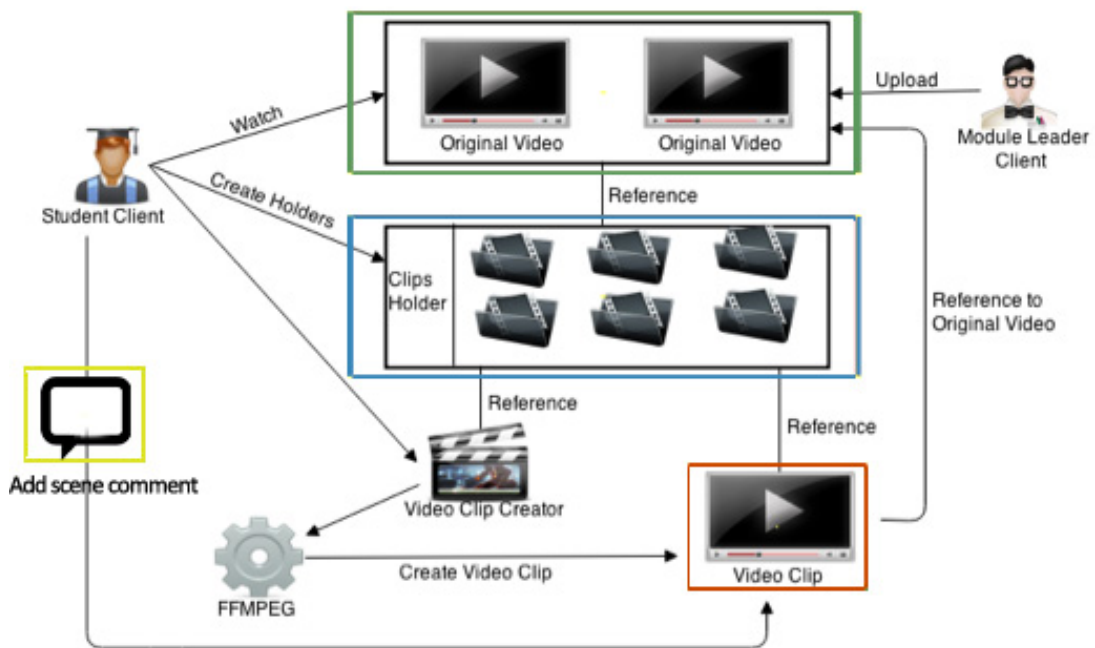 Original Video
Original Video
Upload
Module Leader
Client
Watch
Student Client
Create Holders
Reference
Clips
Holder
Reference to
Original Video
Reference
Reference
Add scene comment
Video Clip Creator
FFMPEG
Create Video Clip
Video Clip